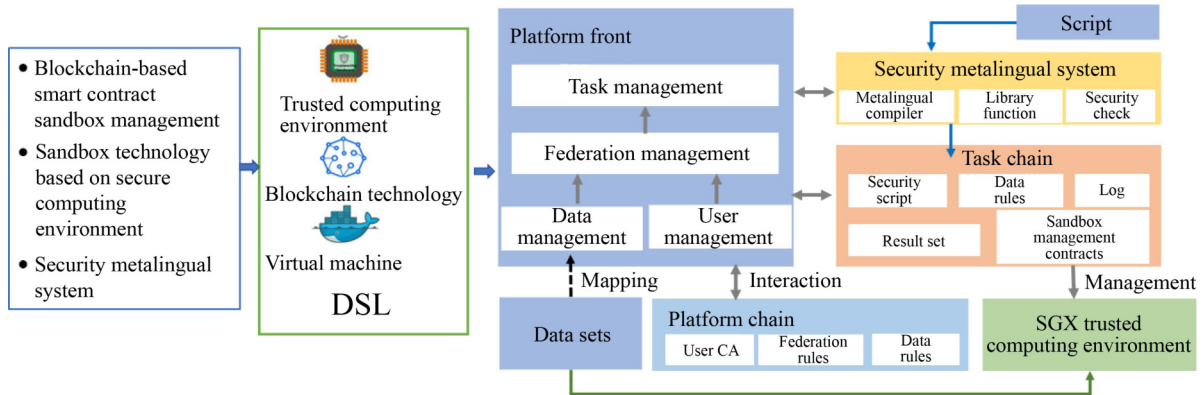 • Blockchain-based
smart contract
sandbox management
• Sandbox technology
based on secure
computing
environment
• Security metalingual
system
Trusted computing
environment
Blockchain technology
Virtual machine
DSL
Platform front
Task management
Federation management
Data
management
User
management
Mapping
Interaction
Data sets
Platform chain
User CA
Federation
rules
Data
rules
Script
Security metalingual system
Metalingual
compiler
Library
function
Security
check
Task chain
Security
script
Data
rules
Log
Result set
Sandbox
management
contracts
Management
SGX trusted
computing environment